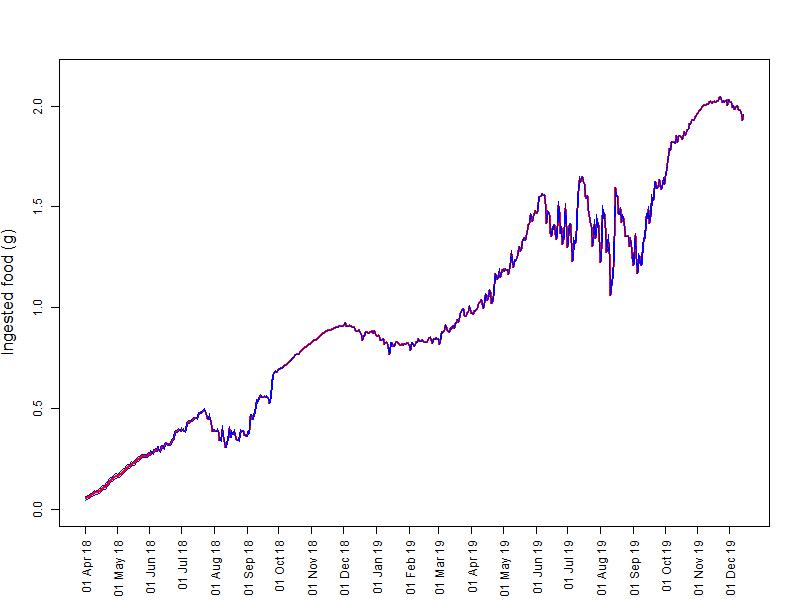 Ingested food (g)
2.0
1.5
1.0
0.5
0.0
01 Apr 18
01 May 18
01 Jun 18
01 Jul 18
01 Aug 18
01 Sep 18
01 Oct 18
01 Nov 18
01 Dec 18
01 Jan 19
01 Feb 19
01 Mar 19
01 Apr 19
01 May 19
01 Jun 19
01 Jul 19
01 Aug 19
01 Sep 19
01 Oct 19
01 Nov 19
01 Dec 19